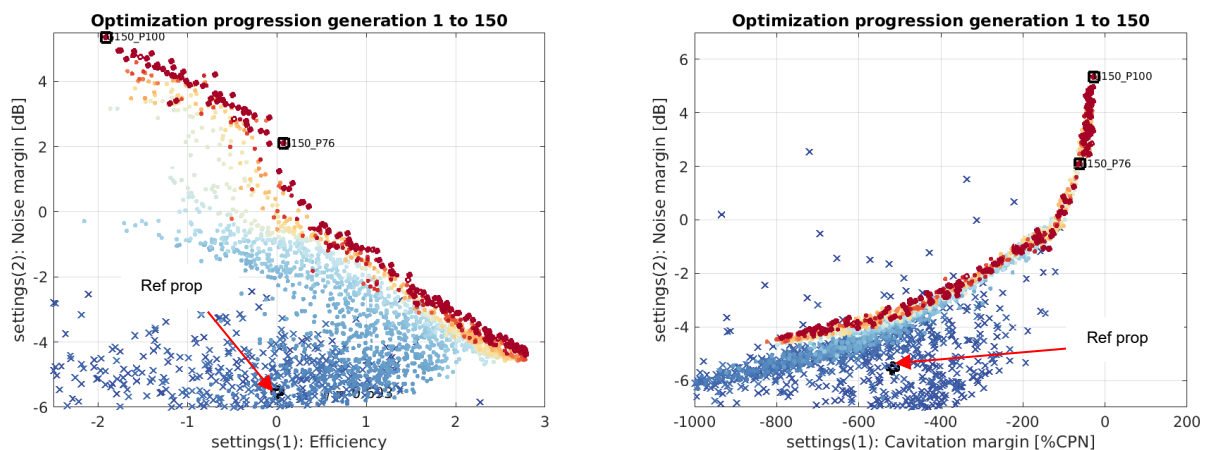 Optimization progression generation 1 to 150
settings(2): Noise margin [dB]
4
2
0
-2
-4
-6
150_P100
150_P76
Ref prop
-2
-1
0
1
2
3
settings(1): Efficiency
Optimization progression generation 1 to 150
settings(2): Noise margin [dB]
6
4
2
0
-2
-4
-6
150_P100
150_P76
Ref prop
-1000
-800
-600
-400
-200
0
200
settings(1): Cavitation margin [%CPN]